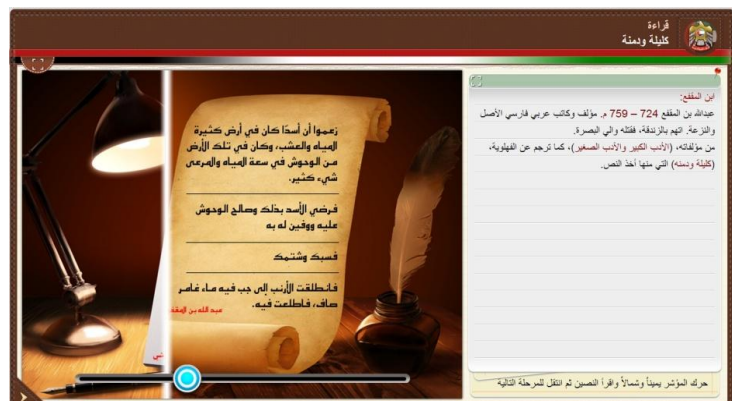 قراءة
كليلة ودمنة
ابن المقفع:
عبدالله بن المقفع 724 – 759 م. مؤلف وكاتب عربي فارسي الأصل
والنزعة. اتهم بالزندقة، فقتله والي البصرة.
من مؤلفاته، (الأدب الكبير والأدب الصغير)، كما ترجم عن الفهلوية،
(كليلة ودمنه) التي منها أخذ النص.
زعموا أن أسدًا كان في أرض كثيرة
المياه والعشب، وكان في تلك الأرض
من الوحوش في سعة المياه والمرعى
شيء كثير.
فرضي الأسد بذلك وصالح الوحوش
عليه ووفين له به
فسبك وشتمك
فانطلقت الأرنب إلى جب فيه ماء غامر
صاف، فاطلعت فيه.
عبد الله بن المقفع
حرك المؤشر يميناً وشمالاً واقرأ النصين ثم انتقل للمرحلة التالية